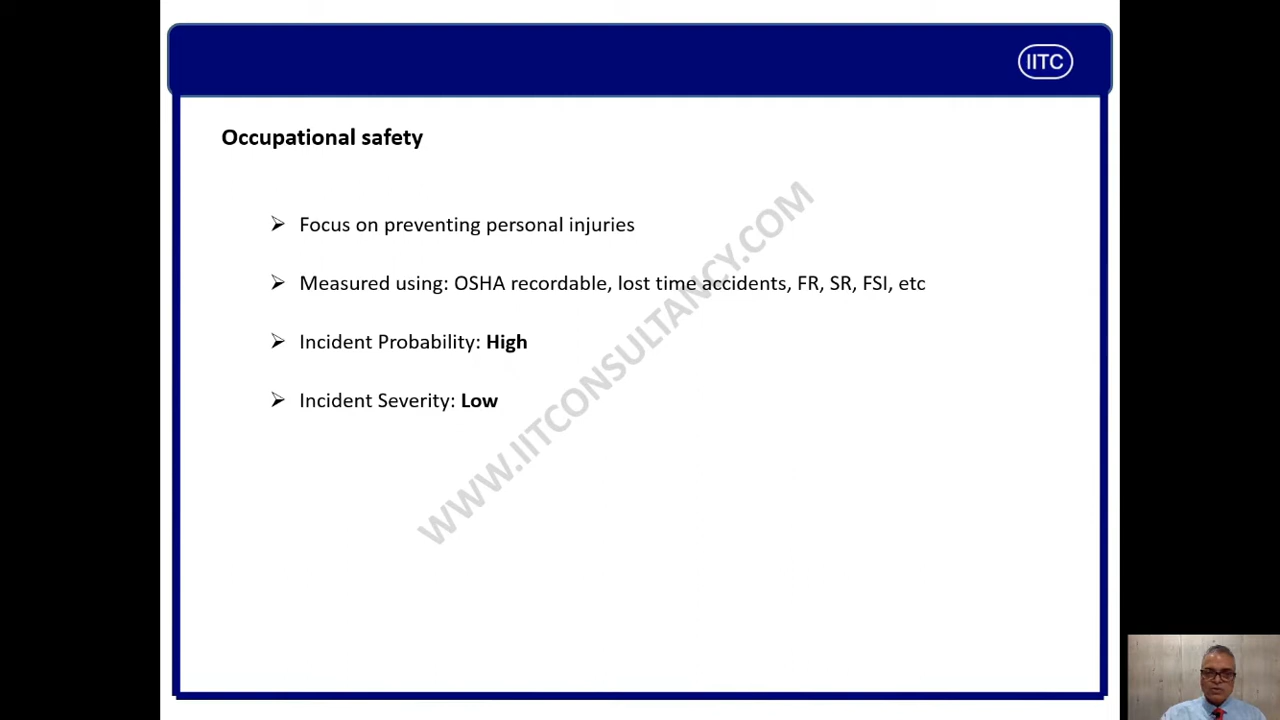 IITC
Occupational safety
➢ Focus on preventing personal injuries
➢ Measured using: OSHA recordable, lost time accidents, FR, SR, FSI, etc
➢ Incident Probability: High
➢ Incident Severity: Low
WWW.IITCONSULTANCY.COM